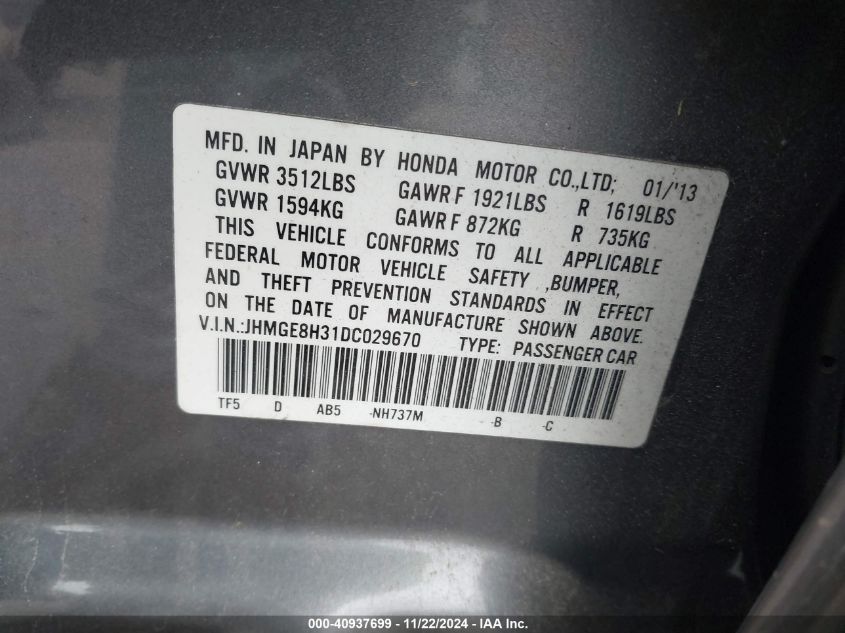 MFD. IN JAPAN BY HONDA MOTOR CO.,LTD; 01/'13
GVWR 3512LBS GAWR F 1921LBS R 1619LBS
GVWR 1594KG GAWR F 872KG R 735KG
THIS VEHICLE CONFORMS TO ALL APPLICABLE
FEDERAL MOTOR VEHICLE SAFETY ,BUMPER,
AND THEFT PREVENTION STANDARDS IN EFFECT
ON THE DATE OF MANUFACTURE SHOWN ABOVE.
V.I.N.:JHMGE8H31DC029670 TYPE: PASSENGER CAR
TF5 D AB5 -NH737M -B -C
000-40937699 - 11/22/2024 - IAA Inc.